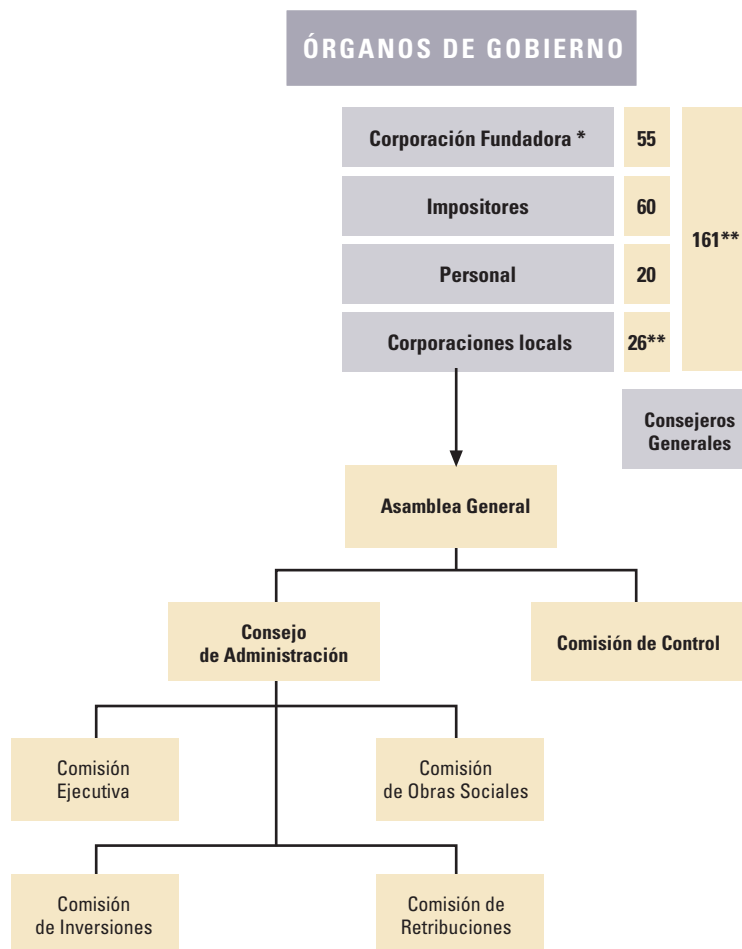 ÓRGANOS DE GOBIERNO
Corporación Fundadora * 55
Impositores 60
161**
Personal 20
Corporaciones locals 26**
Consejeros
Generales
Asamblea General
Consejo
de Administración
Comisión de Control
Comisión
Ejecutiva
Comisión
de Obras Sociales
Comisión
de Inversiones
Comisión de
Retribuciones